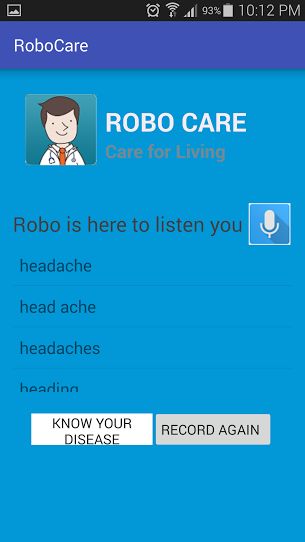 93% 10:12 PM
RoboCare
ROBO CARE
Care for Living
Robo is here to listen you
headache
head ache
headaches
heading
KNOW YOUR
DISEASE
RECORD AGAIN